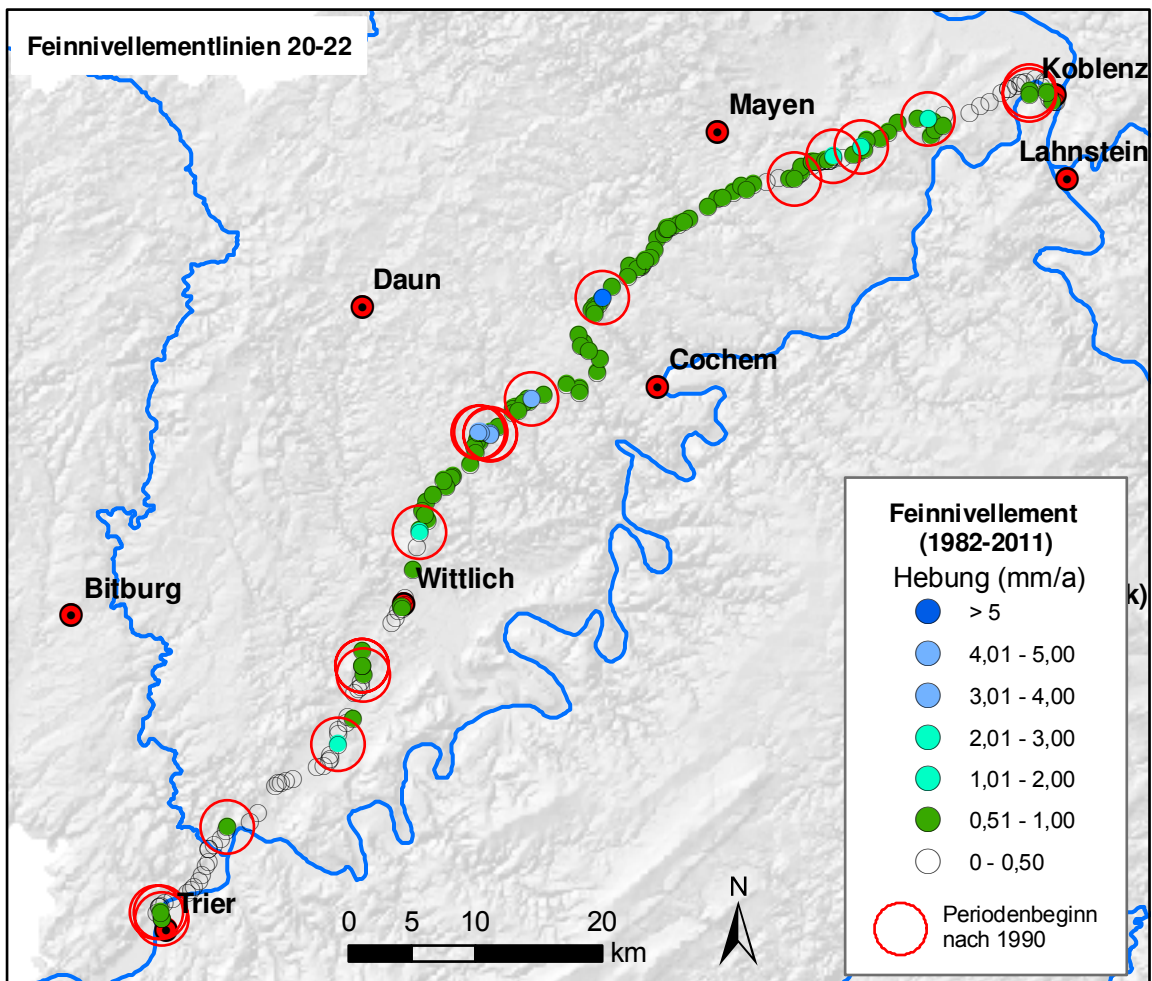 Feinnivellementlinien 20-22
Koblenz
Mayen
Lahnstein
Daun
Cochem
Wittlich
Bitburg
Trier
0 5 10 20
km
N
k)
Feinnivellement
(1982-2011)
Hebung (mm/a)
> 5
4,01 - 5,00
3,01 - 4,00
2,01 - 3,00
1,01 - 2,00
0,51 - 1,00
0 - 0,50
Periodenbeginn
nach 1990